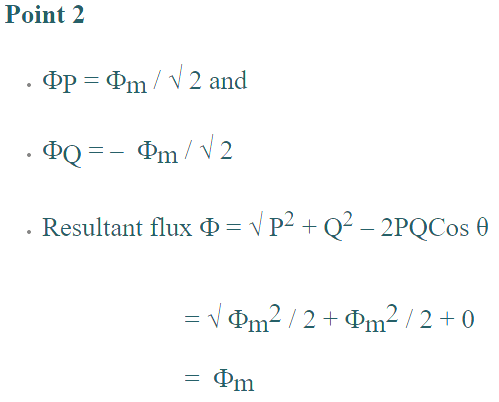 Point 2
. ΦP = Φm / √ 2 and
. ΦQ = – Φm / √ 2
. Resultant flux Φ = √ P² + Q² – 2PQCos θ
= √ Φm² / 2 + Φm² / 2 + 0
= Φm